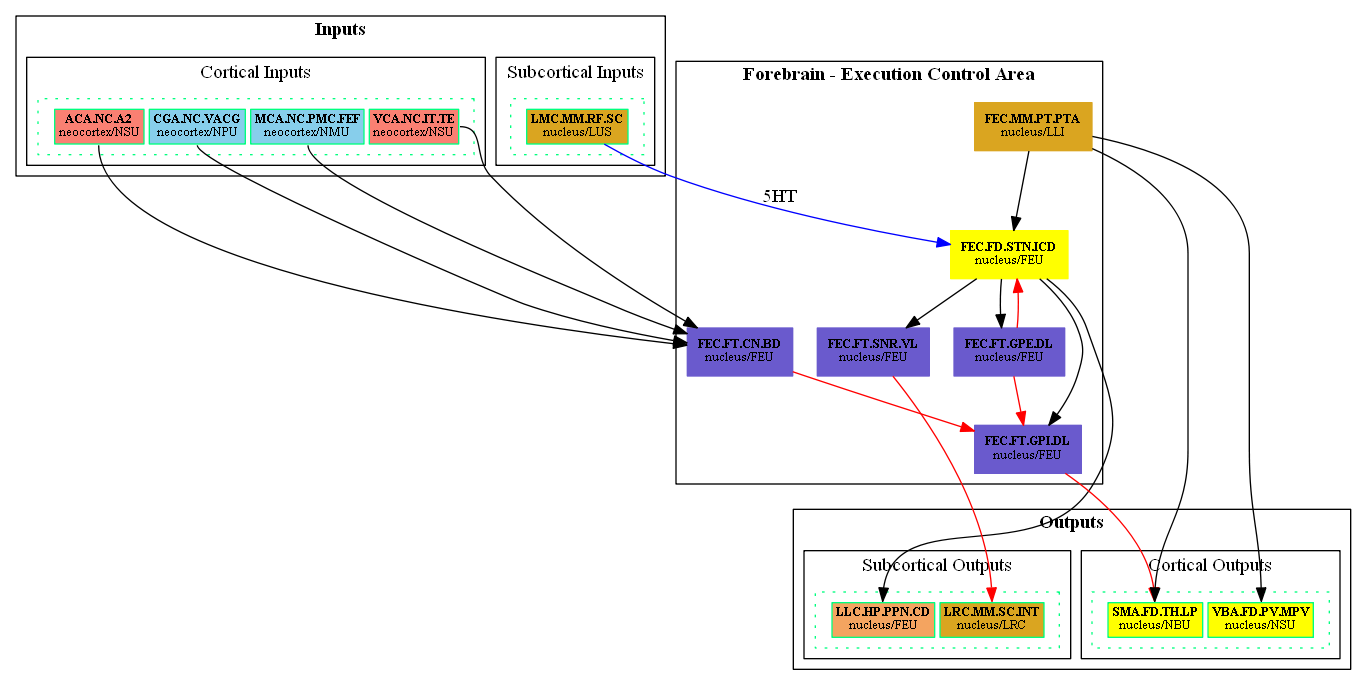 Inputs
Cortical Inputs
Subcortical Inputs
ACA.NC.A2
neocortex/NSU
CGA.NC.VACG
neocortex/NPU
MCA.NC.PMC.FEF
neocortex/NMU
VCA.NC.IT.TE
neocortex/NSU
LMC.MM.RF.SC
nucleus/LUS
Forebrain - Execution Control Area
FEC.MM.PT.PTA
nucleus/LLI
5HT
FEC.FD.STN.ICD
nucleus/FEU
FEC.FT.CN.BD
nucleus/FEU
FEC.FT.SNR.VL
nucleus/FEU
FEC.FT.GPE.DL
nucleus/FEU
FEC.FT.GPI.DL
nucleus/FEU
Outputs
Subcortical Outputs
Cortical Outputs
LLC.HP.PPN.CD
nucleus/FEU
LRC.MM.SC.INT
nucleus/LRC
SMA.FD.TH.LP
nucleus/NBU
VBA.FD.PV.MPV
nucleus/NSU